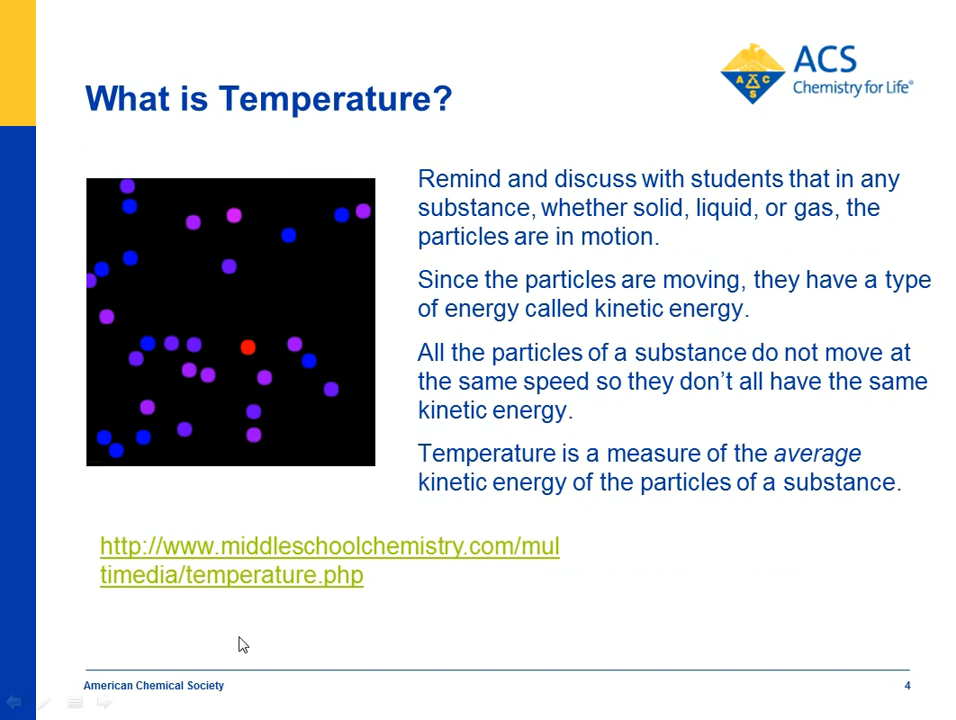 ACS
Chemistry for Life®
A C S
What is Temperature?
Remind and discuss with students that in any
substance, whether solid, liquid, or gas, the
particles are in motion.
Since the particles are moving, they have a type
of energy called kinetic energy.
All the particles of a substance do not move at
the same speed so they don’t all have the same
kinetic energy.
Temperature is a measure of the average
kinetic energy of the particles of a substance.
http://www.middleschoolchemistry.com/mul
timedia/temperature.php
American Chemical Society
4